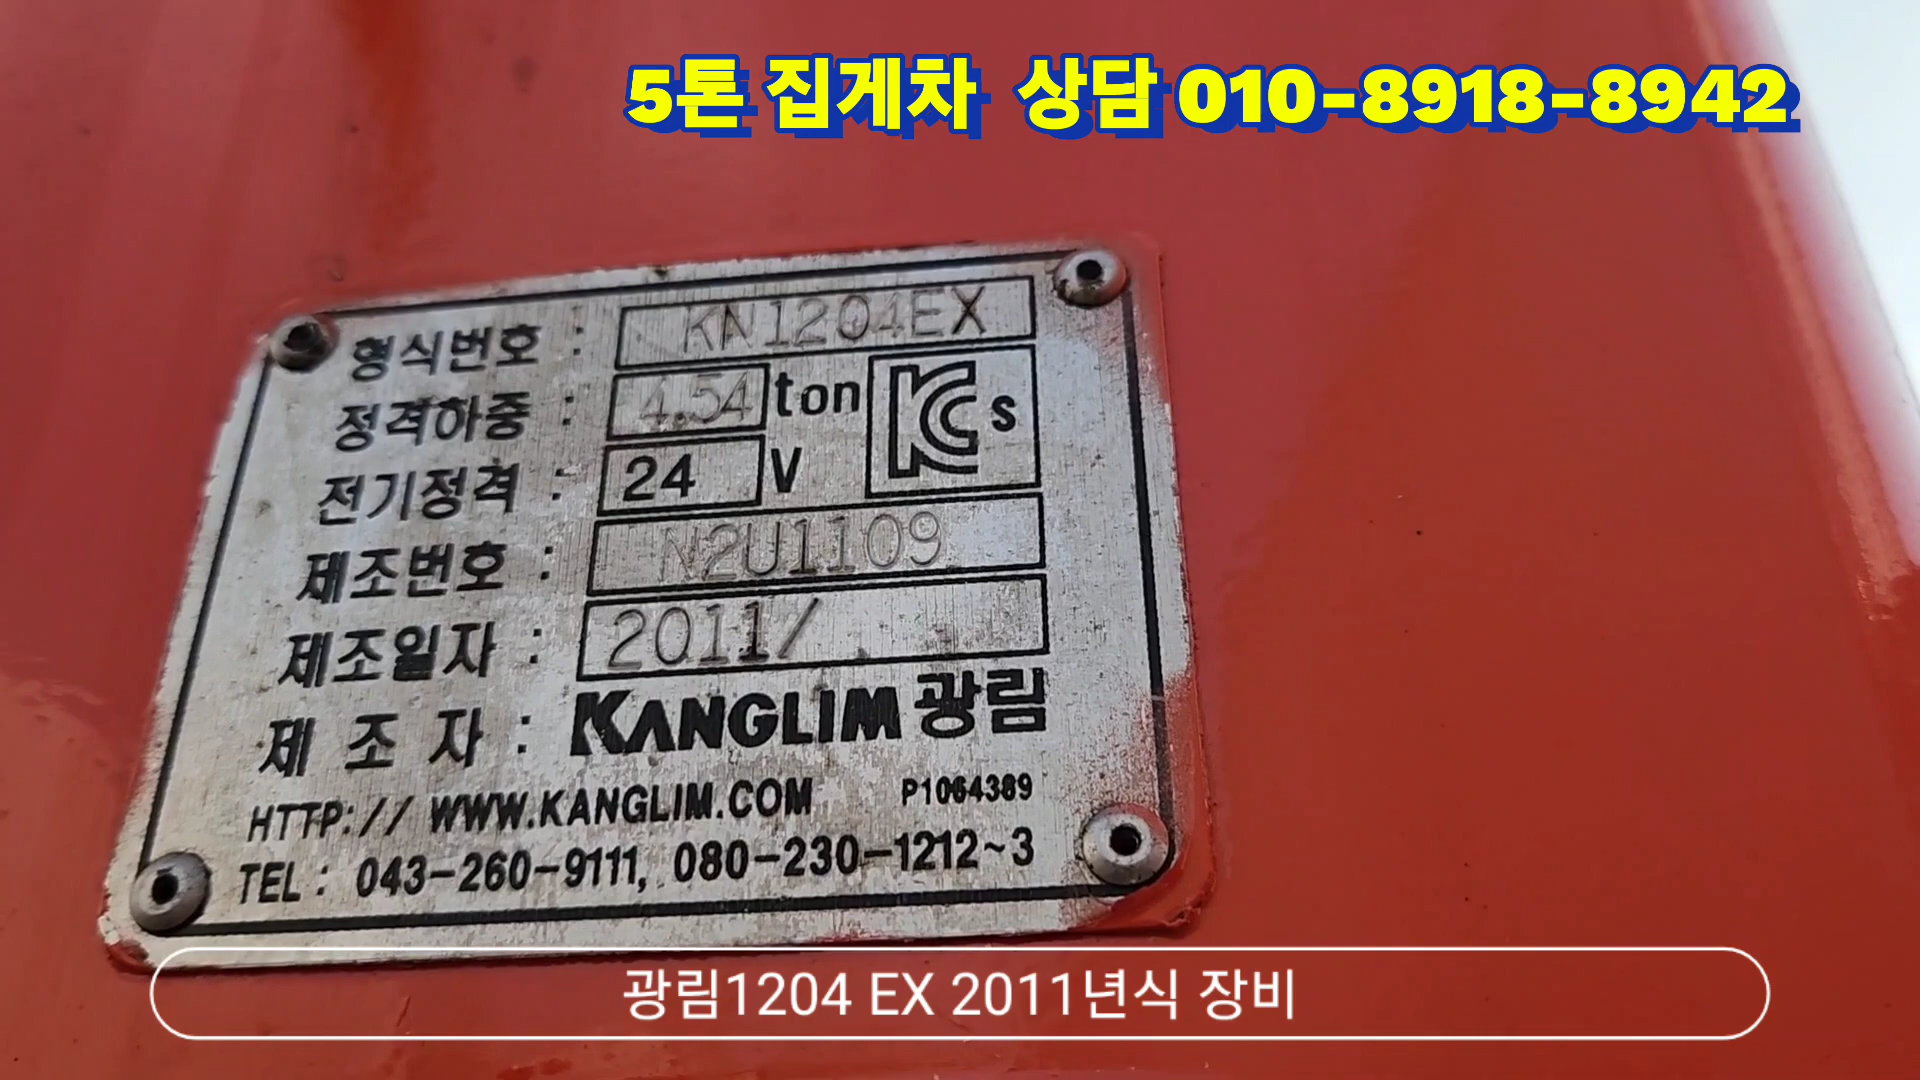 5톤 집게차 상담 010-8918-8942
형식번호 : KN1204EX
정격하중 : 4.54 ton
전기정격 : 24 V
KCs
제조번호 : N2U1109
제조일자 : 2011/
제 조 자 : KANGLIM 광림
HTTP:// WWW.KANGLIM.COM P1064389
TEL : 043-260-9111, 080-230-1212~3
광림1204 EX 2011년식 장비